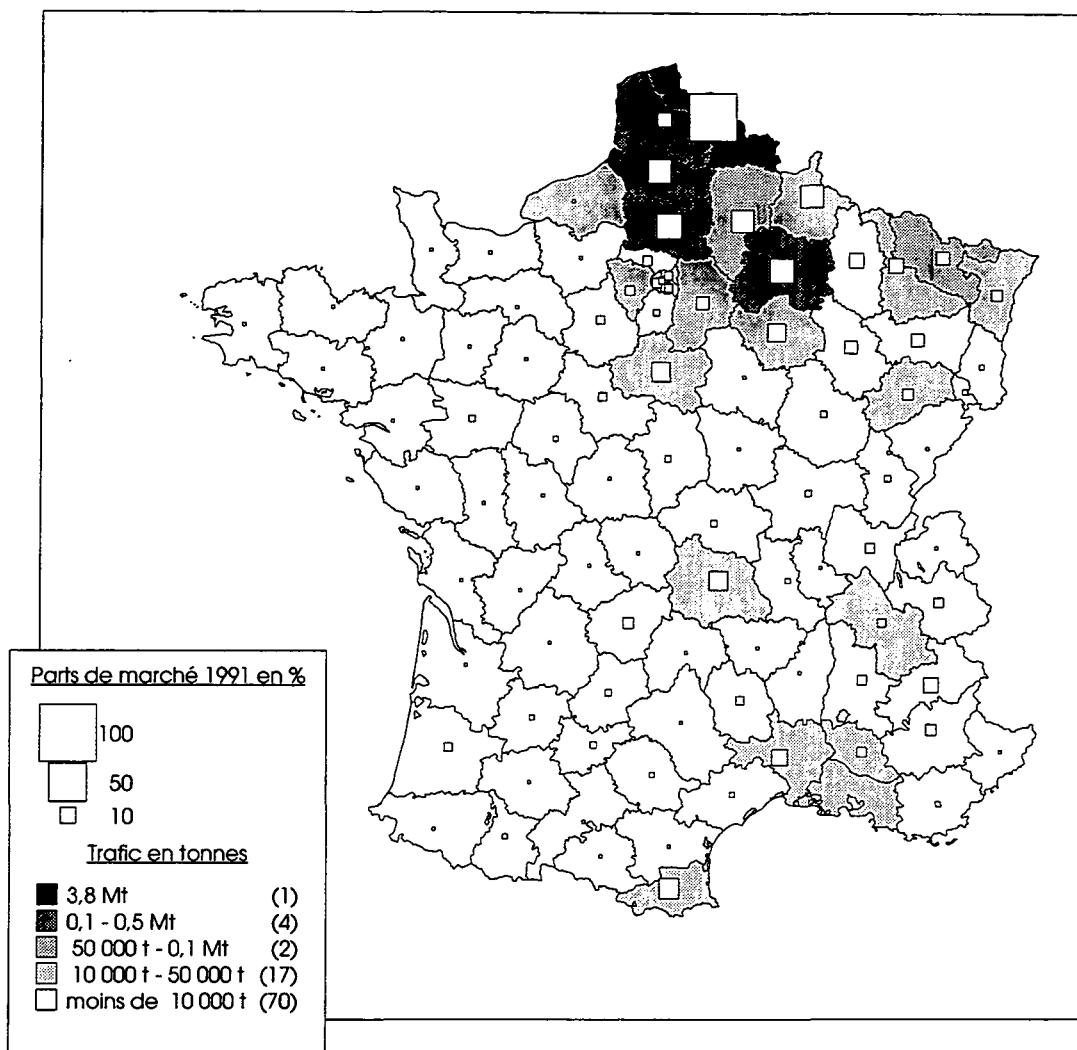 Parts de marché 1991 en %
100
50
10
Trafic en tonnes
3,8 Mt (1)
0,1 - 0,5 Mt (4)
50 000 t - 0,1 Mt (2)
10 000 t - 50 000 t (17)
moins de 10 000 t (70)